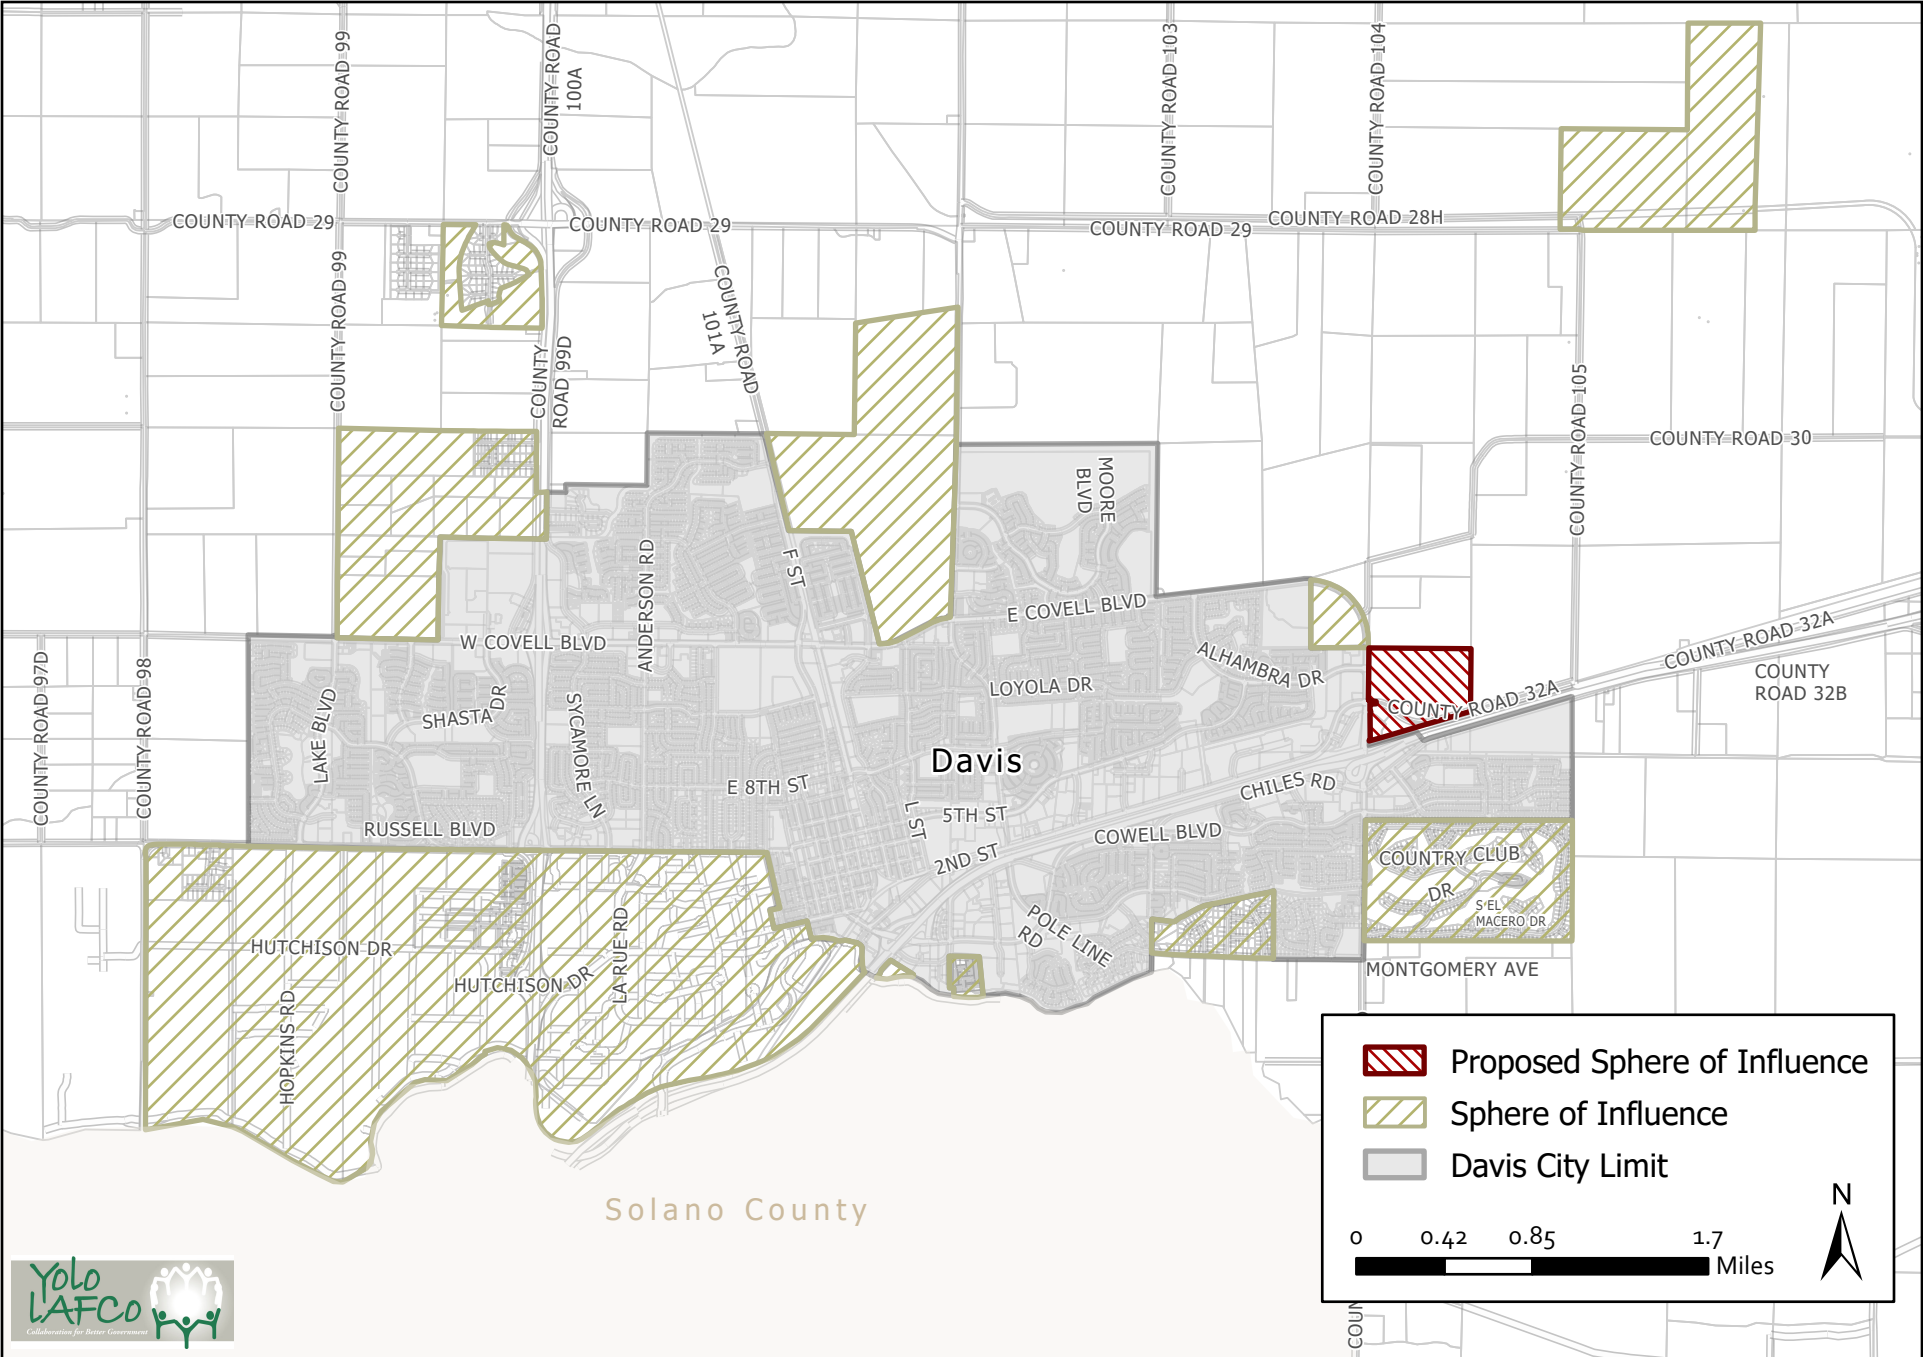 COUNTY ROAD 99
COUNTY ROAD
100A
COUNTY ROAD 103
COUNTY ROAD 104
COUNTY ROAD 29
COUNTY ROAD 29
COUNTY ROAD 29
COUNTY ROAD 28H
COUNTY ROAD 99
COUNTY
ROAD 99D
COUNTY ROAD
101A
COUNTY ROAD 105
COUNTY ROAD 30
MOORE
BLVD
ANDERSON RD
F ST
E COVELL BLVD
W COVELL BLVD
ALHAMBRA DR
COUNTY ROAD 32A
COUNTY
ROAD 32B
COUNTY ROAD 32A
COUNTY ROAD 97D
COUNTY ROAD 98
LAKE BLVD
SHASTA DR
SYCAMORE LN
LOYOLA DR
Davis
E 8TH ST
L ST
5TH ST
CHILES RD
RUSSELL BLVD
2ND ST
COWELL BLVD
COUNTRY CLUB
DR
S EL
MACERO DR
POLE LINE
RD
HUTCHISON DR
HUTCHISON DR
LA RUE RD
HOPKINS RD
MONTGOMERY AVE
Solano County
Proposed Sphere of Influence
Sphere of Influence
Davis City Limit
N
0 0.42 0.85 1.7
Miles
COUN
Yolo
LAFCo
Collaboration for Better Government